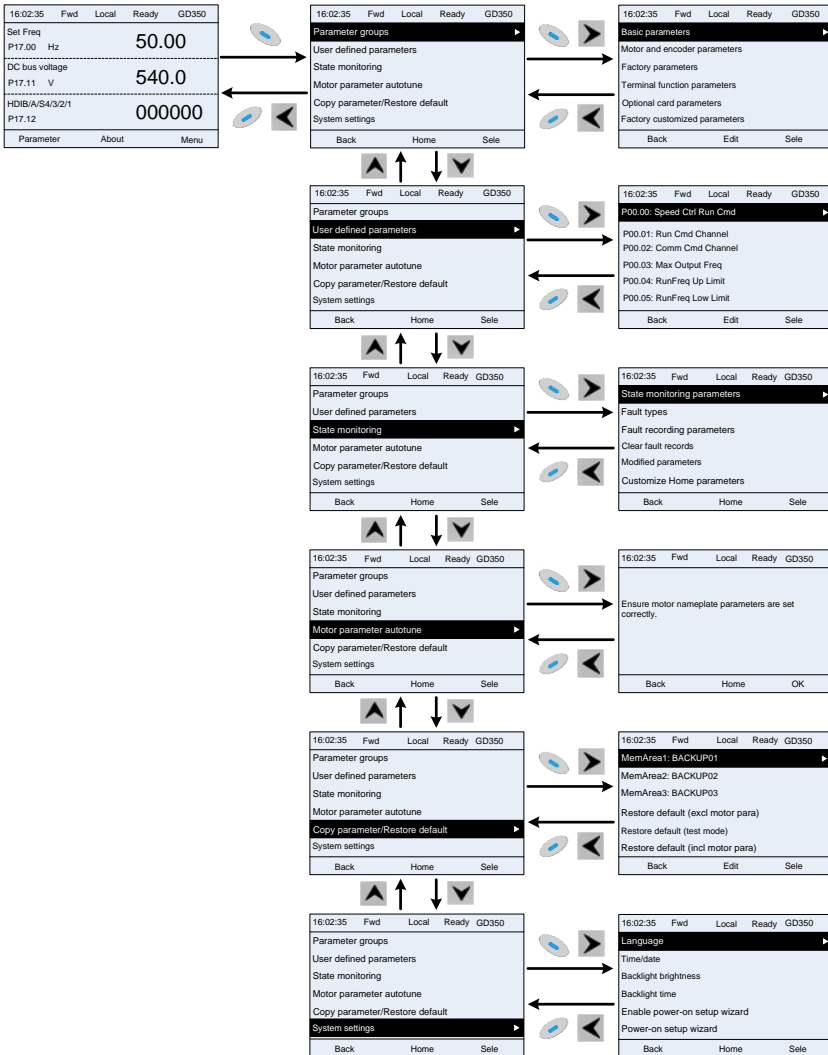 16:02:35 Fwd Local Ready GD350
Set Freq
P17.00 Hz 50.00
DC bus voltage
P17.11 V 540.0
HDIB/A/S4/3/2/1
P17.12 000000
Parameter About Menu
16:02:35 Fwd Local Ready GD350
Parameter groups
User defined parameters
State monitoring
Motor parameter autotune
Copy parameter/Restore default
System settings
Back Home Sele
16:02:35 Fwd Local Ready GD350
Basic parameters
Motor and encoder parameters
Factory parameters
Terminal function parameters
Optional card parameters
Factory customized parameters
Back Edit Sele
16:02:35 Fwd Local Ready GD350
Parameter groups
User defined parameters
State monitoring
Motor parameter autotune
Copy parameter/Restore default
System settings
Back Home Sele
16:02:35 Fwd Local Ready GD350
P00.00: Speed Ctrl Run Cmd
P00.01: Run Cmd Channel
P00.02: Comm Cmd Channel
P00.03: Max Output Freq
P00.04: RunFreq Up Limit
P00.05: RunFreq Low Limit
Back Edit Sele
16:02:35 Fwd Local Ready GD350
Parameter groups
User defined parameters
State monitoring
Motor parameter autotune
Copy parameter/Restore default
System settings
Back Home Sele
16:02:35 Fwd Local Ready GD350
State monitoring parameters
Fault types
Fault recording parameters
Clear fault records
Modified parameters
Customize Home parameters
Back Home Sele
16:02:35 Fwd Local Ready GD350
Parameter groups
User defined parameters
State monitoring
Motor parameter autotune
Copy parameter/Restore default
System settings
Back Home Sele
16:02:35 Fwd Local Ready GD350
Ensure motor nameplate parameters are set
correctly.
Back Home OK
16:02:35 Fwd Local Ready GD350
Parameter groups
User defined parameters
State monitoring
Motor parameter autotune
Copy parameter/Restore default
System settings
Back Home Sele
16:02:35 Fwd Local Ready GD350
MemArea1: BACKUP01
MemArea2: BACKUP02
MemArea3: BACKUP03
Restore default (excl motor para)
Restore default (test mode)
Restore default (incl motor para)
Back Edit Sele
16:02:35 Fwd Local Ready GD350
Parameter groups
User defined parameters
State monitoring
Motor parameter autotune
Copy parameter/Restore default
System settings
Back Home Sele
16:02:35 Fwd Local Ready GD350
Language
Time/date
Backlight brightness
Backlight time
Enable power-on setup wizard
Power-on setup wizard
Back Home Sele